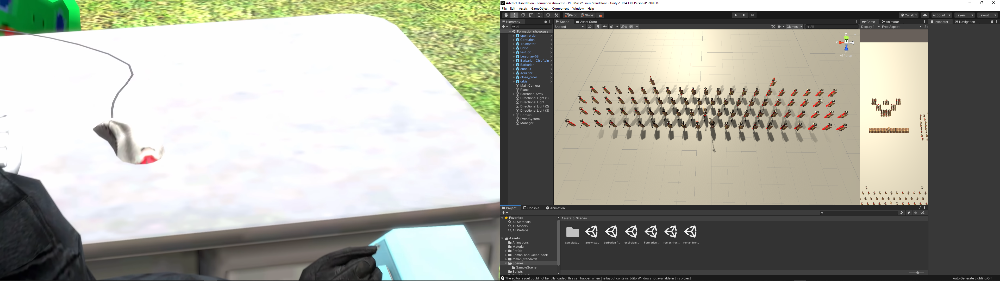 Artefact Dissertation - Formation showcase - PC, Mac & Linux Standalone - Unity 2019.4.13f1 Personal* <DX11>
File Edit Assets GameObject Component Window Help
Pivot Global Collab Account Layers Layout
Hierarchy Scene Asset Store Game Animator Inspector Navigation
All Shaded 2D 0 Gizmos All Display 1 Free Aspect Sc
Formation showcase
open_order
Centurion
Trumpeter
Optio
testudo
Legionary58
Barbarian_Chieftain
Barbarian
cuneus
Aquilifer
close_order
orbis
Main Camera
Plane
Barbarian_Army
Directional Light (1)
Directional Light
Directional Light (2)
Directional Light (3)
Canvas
EventSystem
Manager
y
x
z
Persp
Project Console Animation
8
Favorites
All Materials
All Models
All Prefabs
Assets
Animations
Material
Prefab
Roman_and_Celtic_pack
roman_standards
Scenes
SampleScene
Scripts
Assets > Scenes
SampleSc... arrow sto... barbarian f... encirclem... Formation ... roman fron... roman fron...
The editor layout could not be fully loaded, this can happen when the layout contains EditorWindows not available in this project
Auto Generate Lighting Off